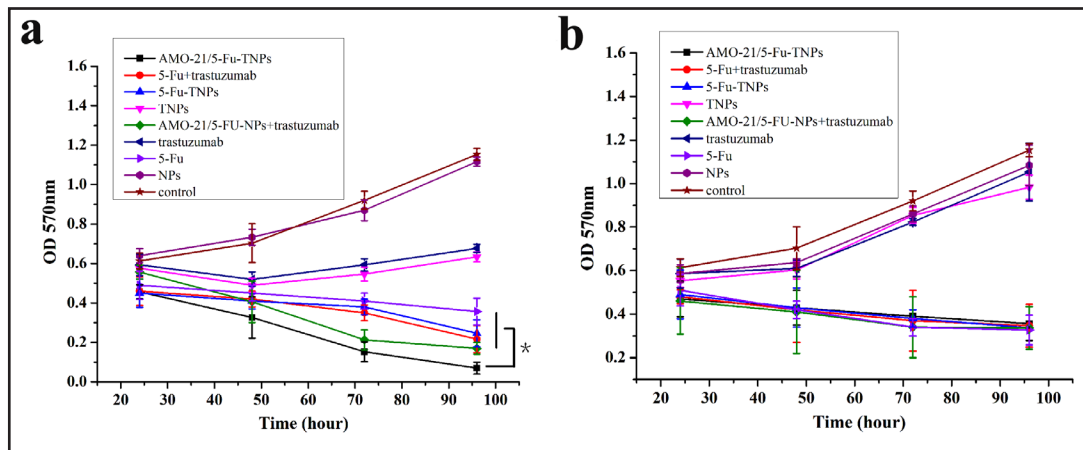 a
AMO-21/5-Fu-TNPs
5-Fu+trastuzumab
5-Fu-TNPs
TNPs
AMO-21/5-FU-NPs+trastuzumab
trastuzumab
5-Fu
NPs
control
OD 570nm
1.6
1.4
1.2
1.0
0.8
0.6
0.4
0.2
0.0
*
20 30 40 50 60 70 80 90 100
Time (hour)
b
AMO-21/5-Fu-TNPs
5-Fu+trastuzumab
5-Fu-TNPs
TNPs
AMO-21/5-FU-NPs+trastuzumab
trastuzumab
5-Fu
NPs
control
OD 570nm
1.6
1.4
1.2
1.0
0.8
0.6
0.4
0.2
20 30 40 50 60 70 80 90 100
Time (hour)